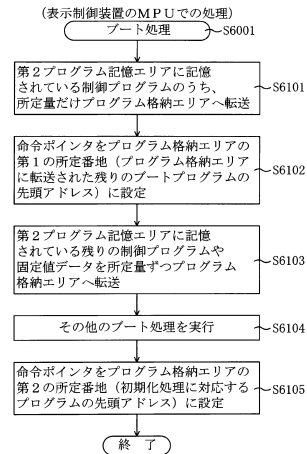 (表示制御装置のMPUでの処理)
ブート処理
S6001
第2プログラム記憶エリアに記憶
されている制御プログラムのうち、
所定量だけプログラム格納エリアへ転送
S6101
命令ポインタをプログラム格納エリアの
第1の所定番地(プログラム格納エリア
に転送された残りのブートプログラムの
先頭アドレス)に設定
S6102
第2プログラム記憶エリアに記憶
されている残りの制御プログラムや
固定値データを所定量ずつプログラム
格納エリアへ転送
S6103
その他のブート処理を実行
S6104
命令ポインタをプログラム格納エリアの
第2の所定番地(初期化処理に対応する
プログラムの先頭アドレス)に設定
S6105
終 了